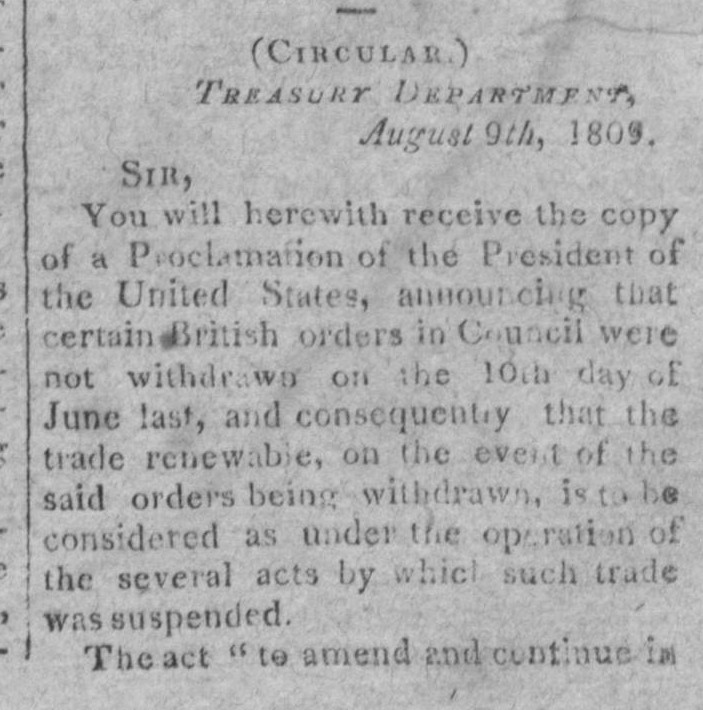 (CIRCULAR.)
TREASURY DEPARTMENT,
August 9th, 1809.
SIR,
You will herewith receive the copy
of a Proclamation of the President of
the United States, announcing that
certain British orders in Council were
not withdrawn on the 10th day of
June last, and consequently that the
trade renewable, on the event of the
said orders being withdrawn, is to be
considered as under the operation of
the several acts by which such trade
was suspended.
The act "to amend and continue in